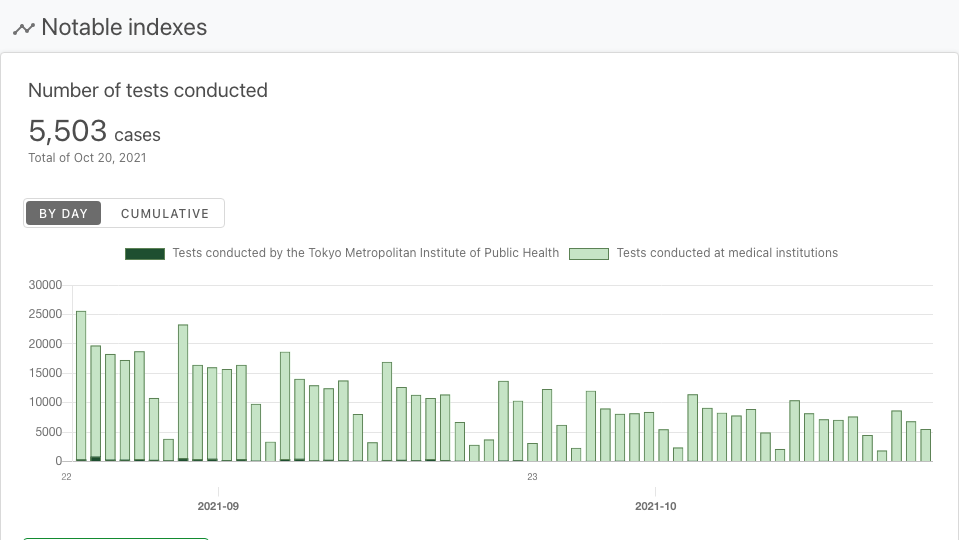 Notable indexes
Number of tests conducted
5,503 cases
Total of Oct 20, 2021
BY DAY CUMULATIVE
Tests conducted by the Tokyo Metropolitan Institute of Public Health Tests conducted at medical institutions
30000
25000
20000
15000
10000
5000
0
22 23
2021-09 2021-10